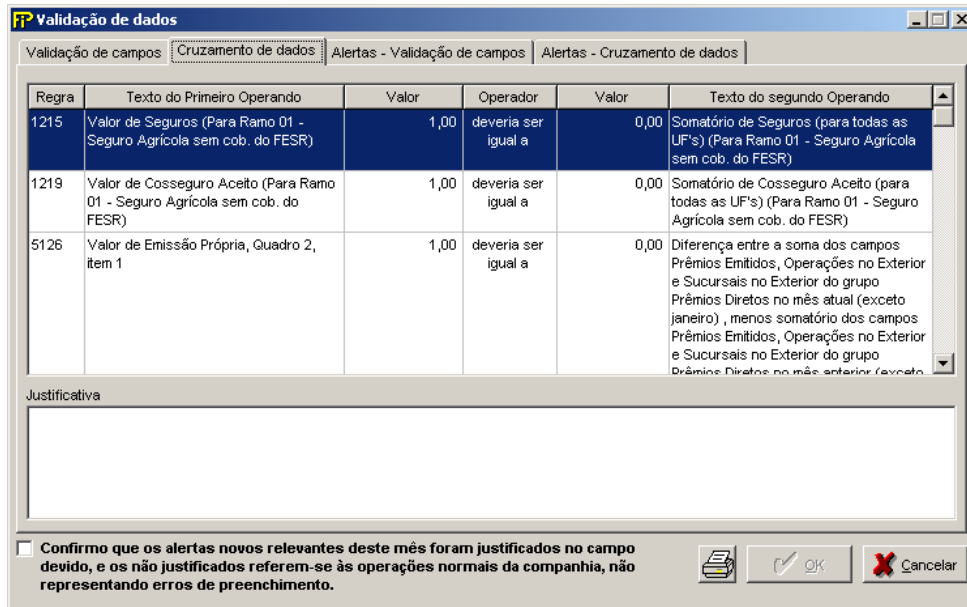 FIP Validação de dados
Validação de campos Cruzamento de dados Alertas - Validação de campos Alertas - Cruzamento de dados
Regra Texto do Primeiro Operando Valor Operador Valor Texto do segundo Operando
1215 Valor de Seguros (Para Ramo 01 - 1,00 deveria ser 0,00 Somatório de Seguros (para todas as
Seguro Agrícola sem cob. do FESR) igual a UF's) (Para Ramo 01 - Seguro Agrícola
sem cob. do FESR)
1219 Valor de Cosseguro Aceito (Para Ramo 1,00 deveria ser 0,00 Somatório de Cosseguro Aceito (para
01 - Seguro Agrícola sem cob. do igual a todas as UF's) (Para Ramo 01 - Seguro
FESR) Agrícola sem cob. do FESR)
5126 Valor de Emissão Própria, Quadro 2, 1,00 deveria ser 0,00 Diferença entre a soma dos campos
item 1 igual a Prêmios Emitidos, Operações no Exterior
e Sucursais no Exterior do grupo
Prêmios Diretos no mês atual (exceto
janeiro) , menos somatório dos campos
Prêmios Emitidos, Operações no Exterior
e Sucursais no Exterior do grupo
Prêmios Diretos no mês anterior (exceto
Justificativa
Confirmo que os alertas novos relevantes deste mês foram justificados no campo
devido, e os não justificados referem-se às operações normais da companhia, não
representando erros de preenchimento.
OK Cancelar